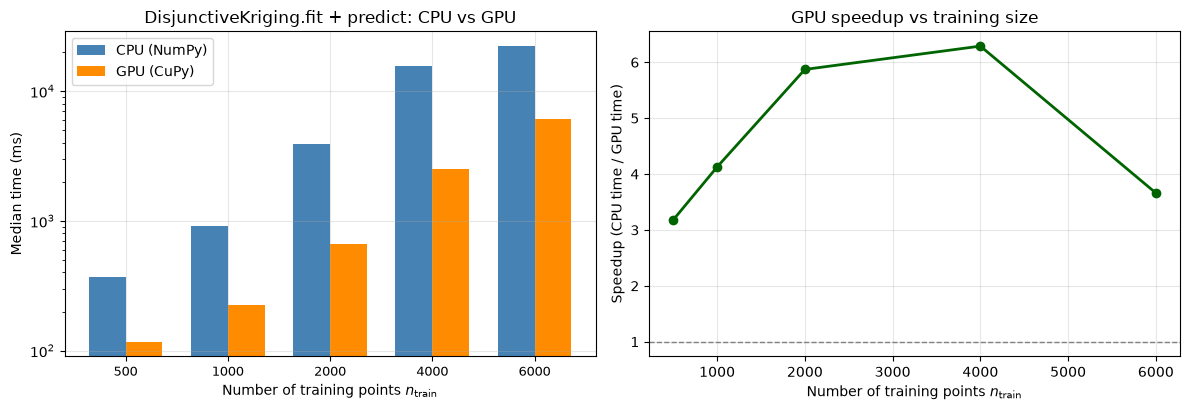 DisjunctiveKriging.fit + predict: CPU vs GPU
CPU (NumPy)
GPU (CuPy)
Median time (ms)
10^4
10^3
10^2
500 1000 2000 4000 6000
Number of training points n_train
GPU speedup vs training size
Speedup (CPU time / GPU time)
6
5
4
3
2
1
1000 2000 3000 4000 5000 6000
Number of training points n_train